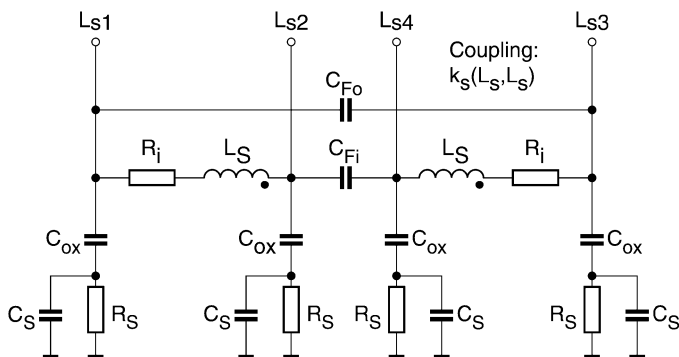 Ls1 Ls2 Ls4 Ls3
Coupling:
ks(Ls,Ls)
CFo
Ri LS CFi LS Ri
Cox Cox Cox Cox
CS RS CS RS RS CS RS CS